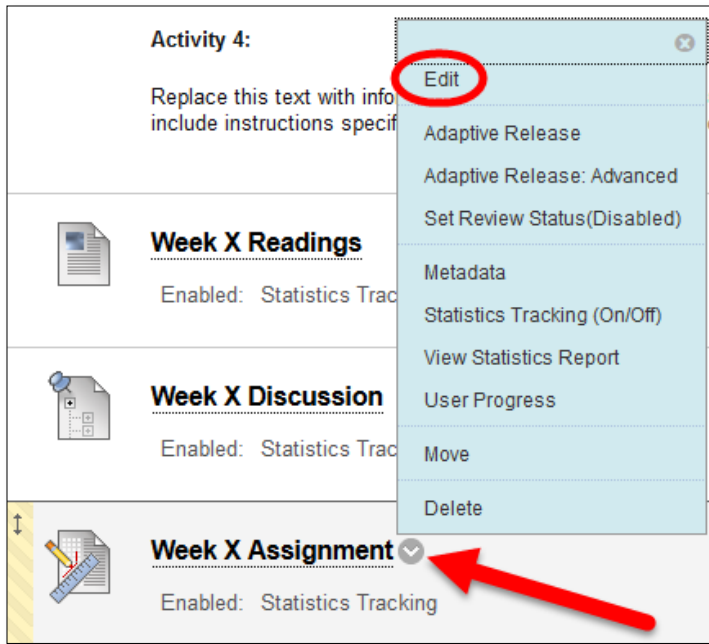 Activity 4:
Replace this text with info
include instructions specif
Edit
Adaptive Release
Adaptive Release: Advanced
Set Review Status(Disabled)
Metadata
Statistics Tracking (On/Off)
View Statistics Report
User Progress
Move
Delete
Week X Readings
Enabled: Statistics Trac
Week X Discussion
Enabled: Statistics Trac
Week X Assignment
Enabled: Statistics Tracking